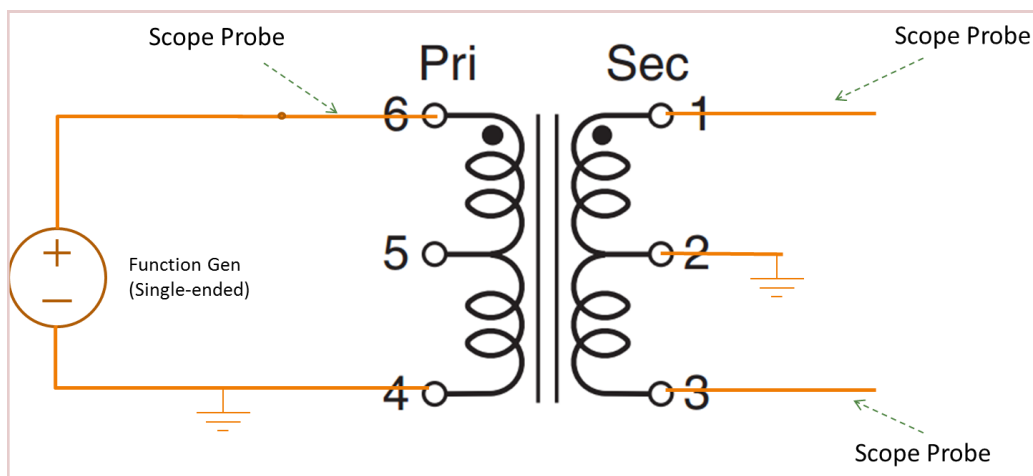 Scope Probe
Scope Probe
Pri
Sec
6
1
5
2
Function Gen
(Single-ended)
4
3
Scope Probe